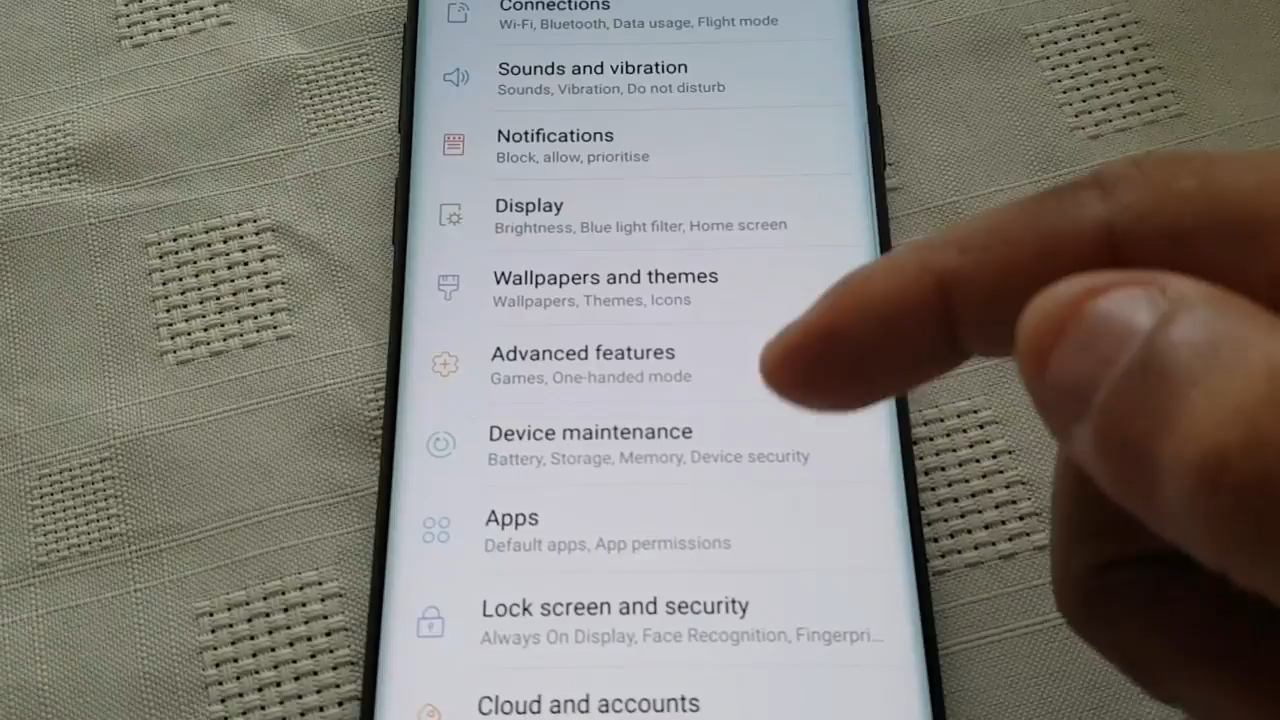 Connections
Wi-Fi, Bluetooth, Data usage, Flight mode
Sounds and vibration
Sounds, Vibration, Do not disturb
Notifications
Block, allow, prioritise
Display
Brightness, Blue light filter, Home screen
Wallpapers and themes
Wallpapers, Themes, Icons
Advanced features
Games, One-handed mode
Device maintenance
Battery, Storage, Memory, Device security
Apps
Default apps, App permissions
Lock screen and security
Always On Display, Face Recognition, Fingerpri...
Cloud and accounts